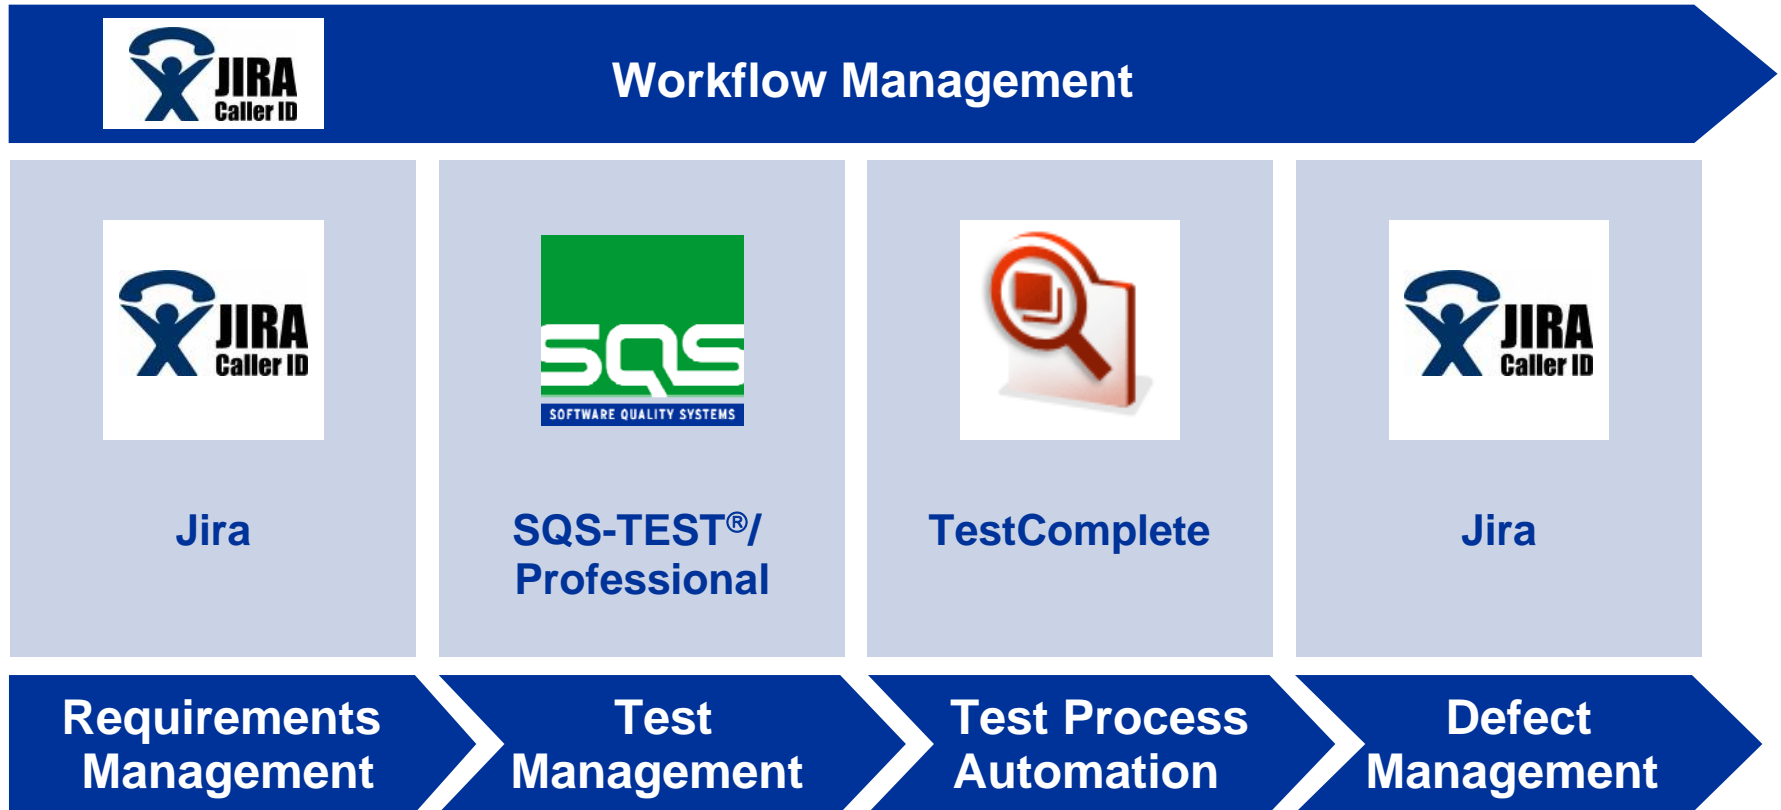 JIRA
Caller ID
Workflow Management
JIRA
Caller ID
SQS
SOFTWARE QUALITY SYSTEMS
JIRA
Caller ID
Jira
SQS-TEST®/
Professional
TestComplete
Jira
Requirements
Management
Test
Management
Test Process
Automation
Defect
Management